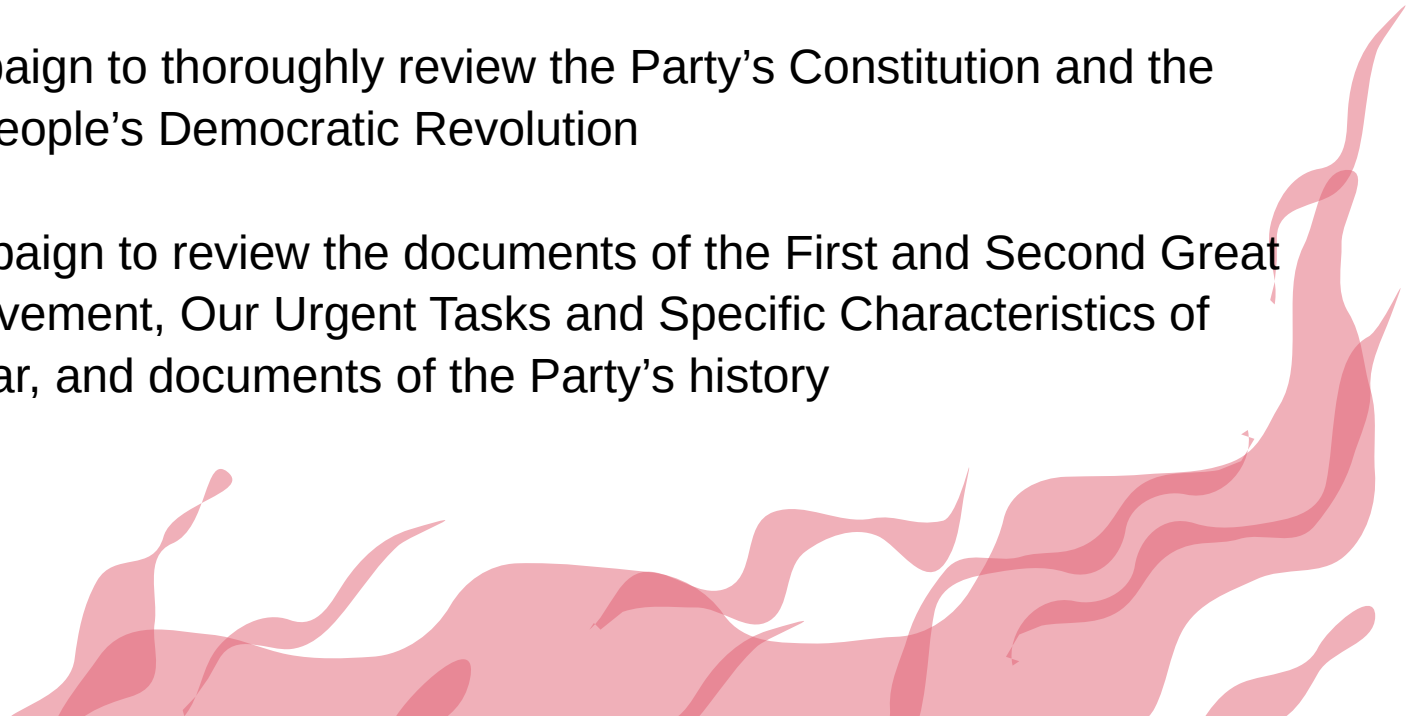 paign to thoroughly review the Party’s Constitution and the
eople’s Democratic Revolution
paign to review the documents of the First and Second Great
vement, Our Urgent Tasks and Specific Characteristics of
ar, and documents of the Party’s history